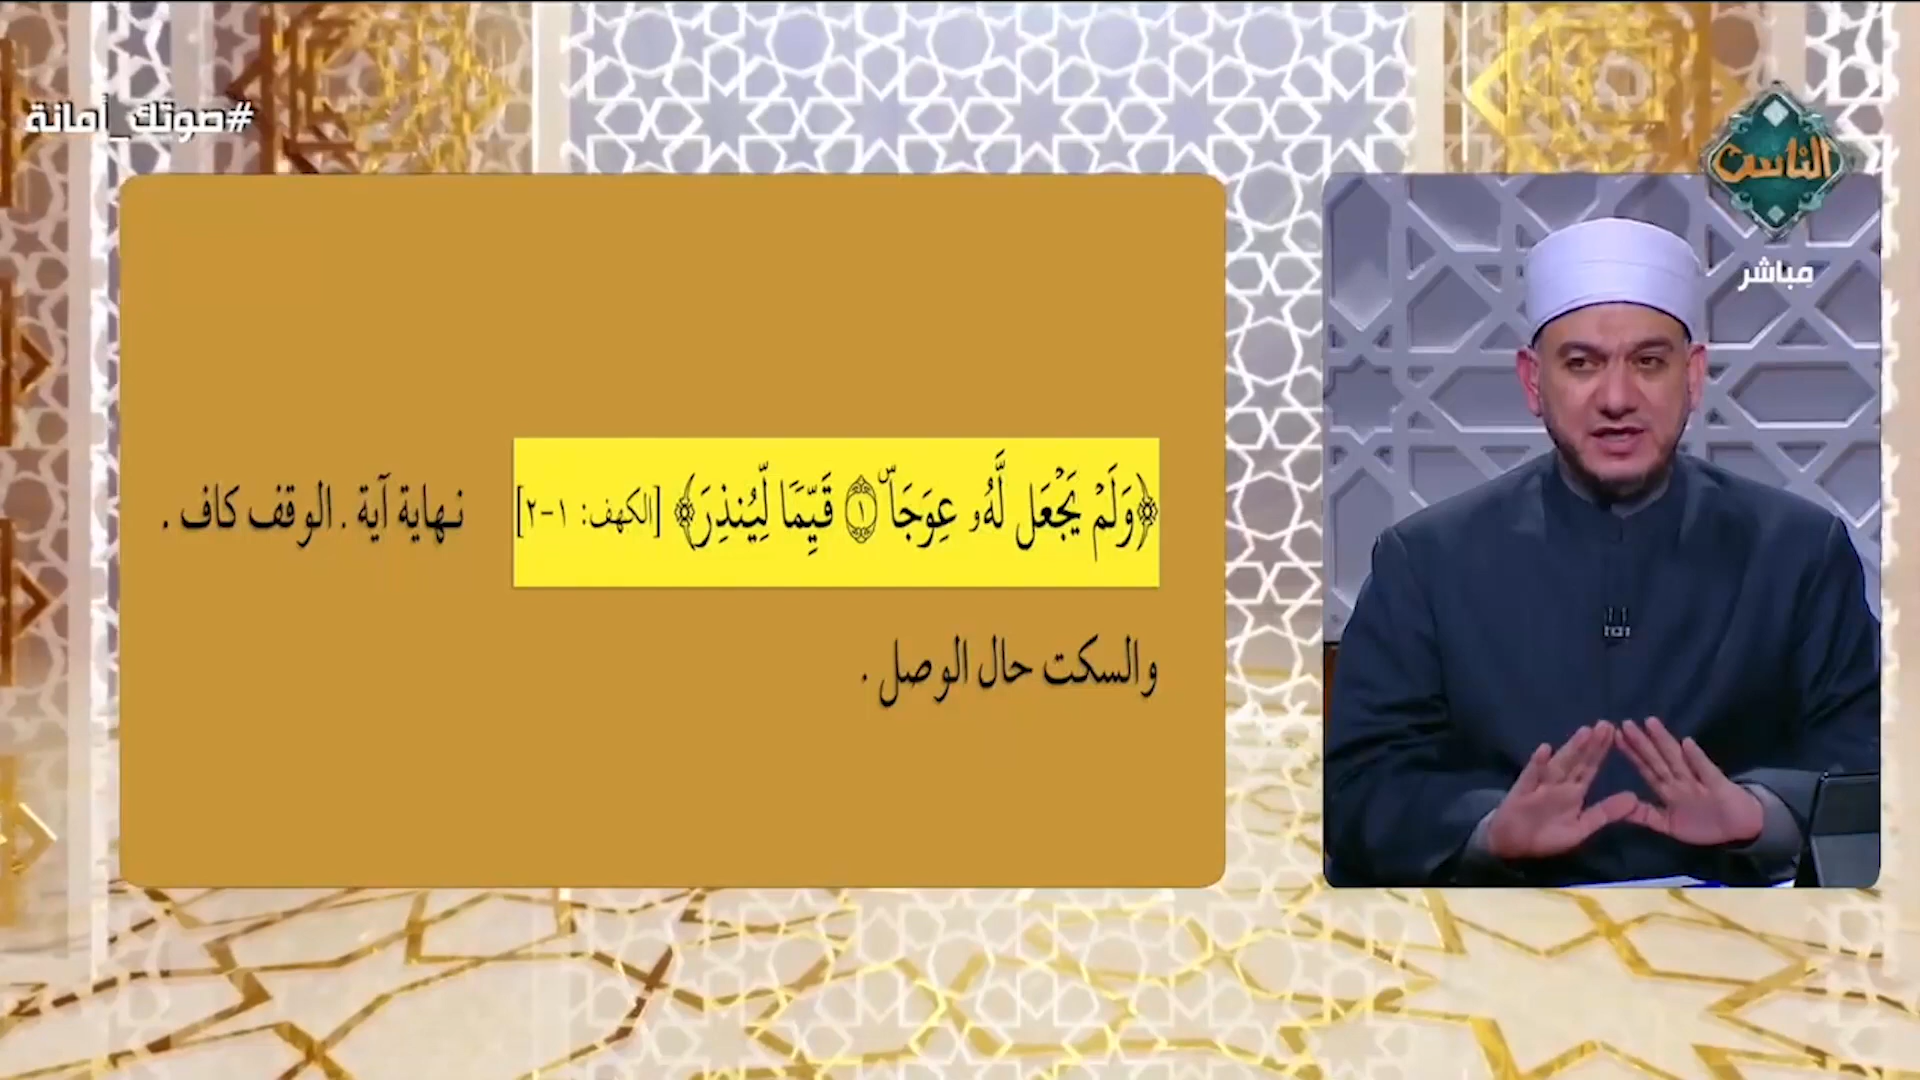 #صوتك_أمانة
الناس
مباشر
﴿وَلَمْ يَجْعَل لَّهُۥ عِوَجَاۜ ١ قَيِّمًا لِّيُنذِرَ﴾ [الكهف: ١-٢] نهاية آية . الوقف كاف .
والسكت حال الوصل .